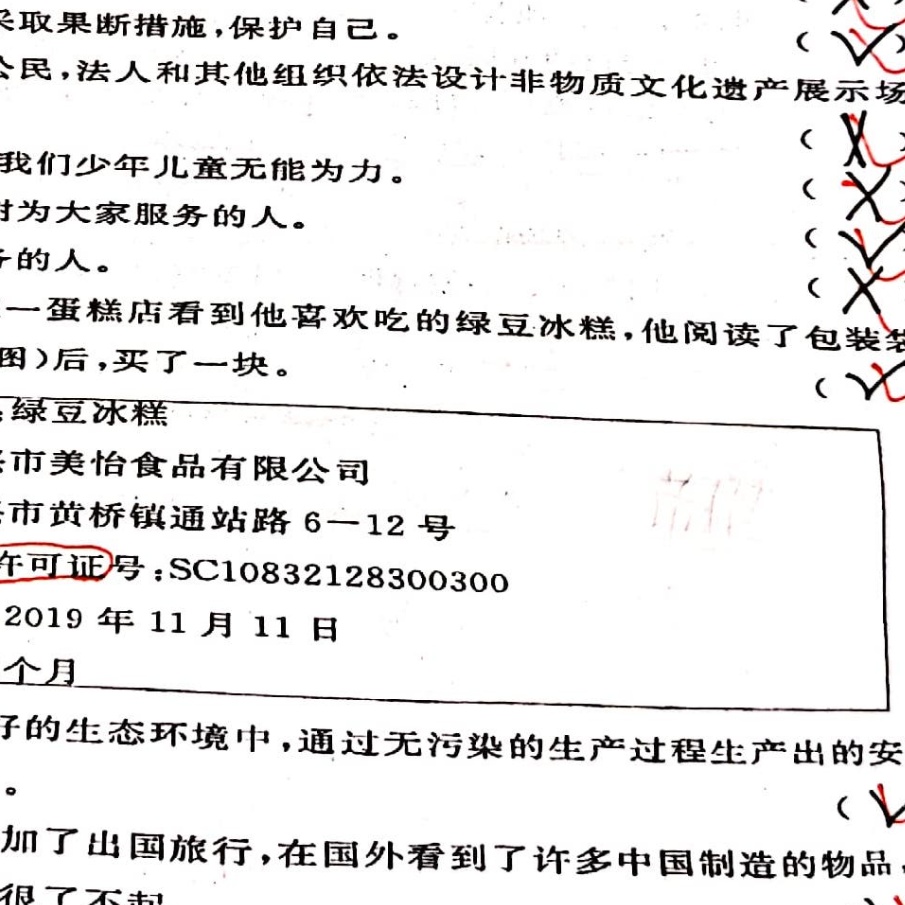 采取果断措施,保护自己。
( √ )
公民,法人和其他组织依法设计非物质文化遗产展示场
( X )
我们少年儿童无能为力。
( X
为大家服务的人。
( √
务的人。
( X
一蛋糕店看到他喜欢吃的绿豆冰糕,他阅读了包装袋
图)后,买了一块。
( √
:绿豆冰糕
市美怡食品有限公司
市黄桥镇通站路 6—12 号
许可证号:SC10832128300300
2019 年 11 月 11 日
个月
好的生态环境中,通过无污染的生产过程生产出的安
。
( √
加了出国旅行,在国外看到了许多中国制造的物品,
很了不起